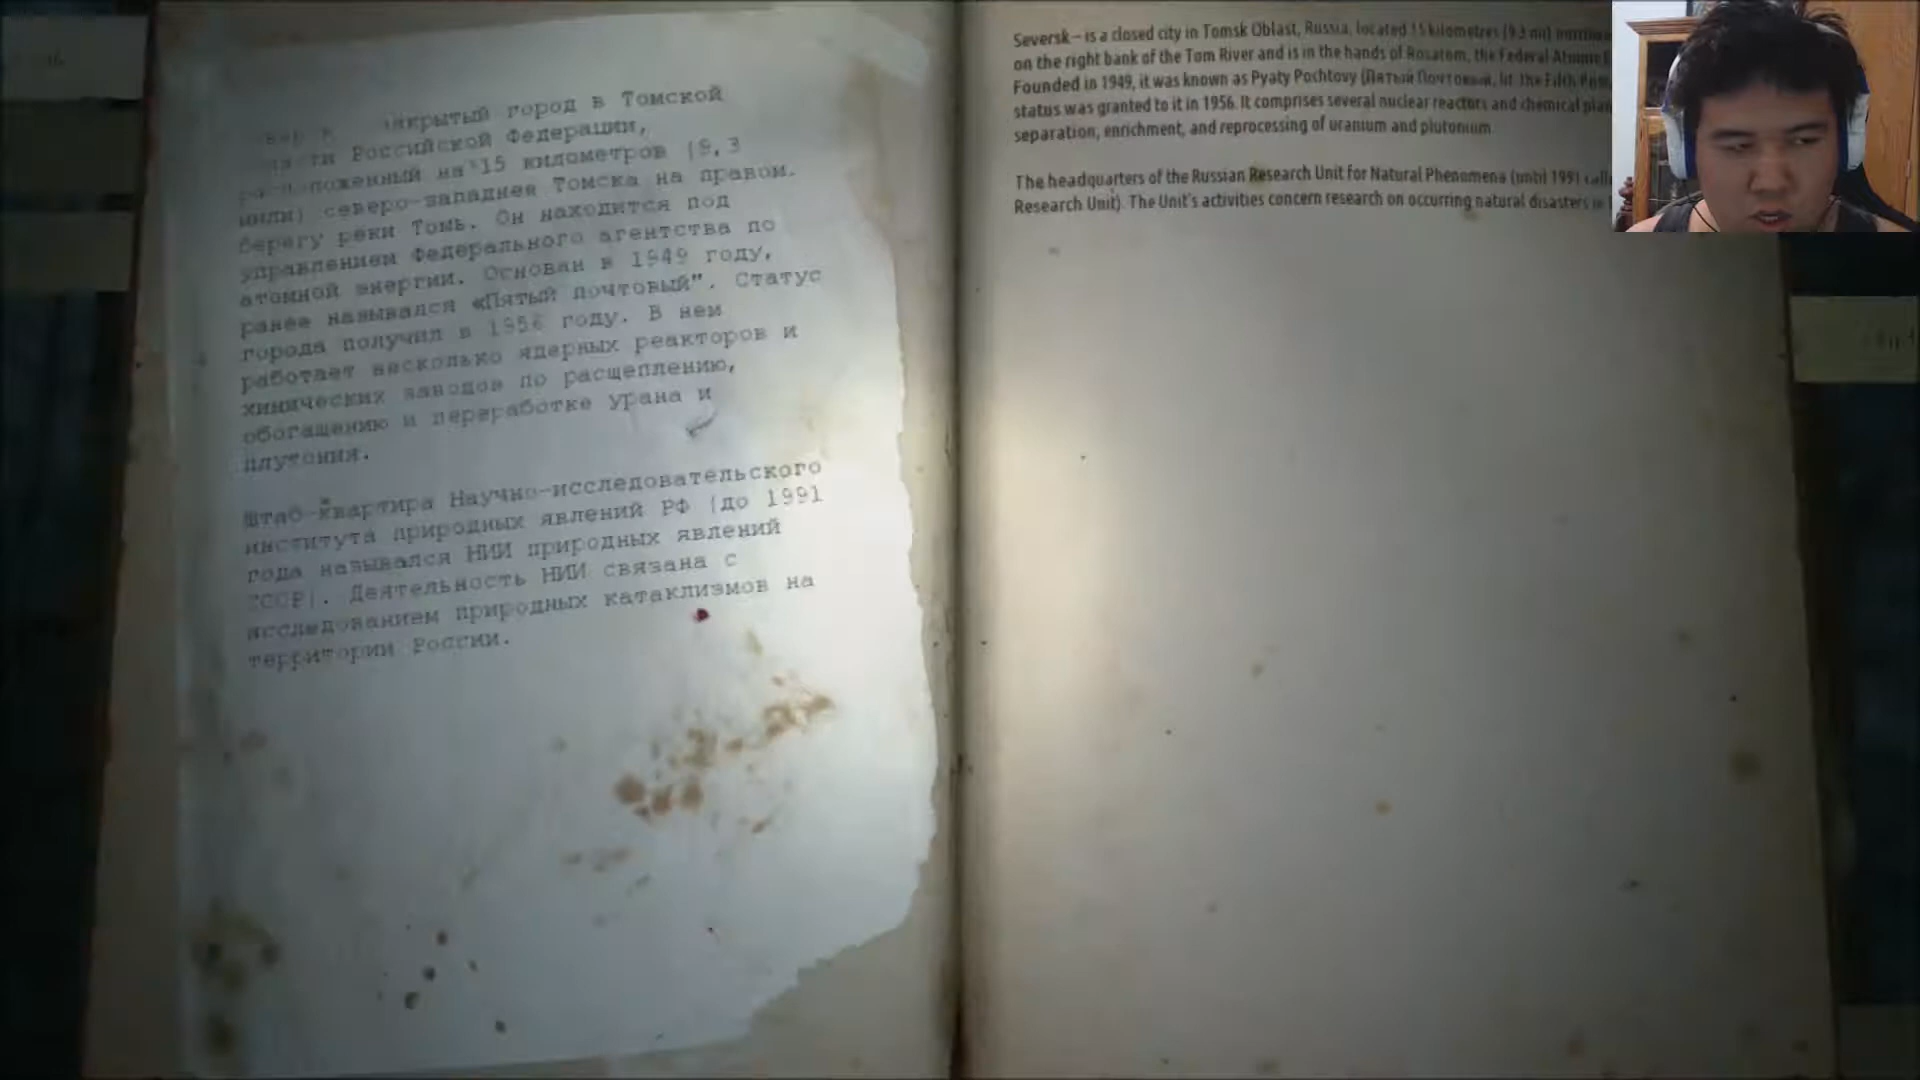 закрытый город в Томской
Российской Федерации,
расположенный на 15 километров (9,3
мили) северо-западнее Томска на правом
берегу реки Томь. Он находится под
управлением Федерального агентства по
атомной энергии. Основан в 1949 году,
ранее назывался «Пятый почтовый". Статус
города получил в 1956 году. В нем
работает несколько ядерных реакторов и
химических заводов по расщеплению,
обогащению и переработке урана и
плутония.
Штаб-квартира Научно-исследовательского
института природных явлений РФ (до 1991
года назывался НИИ природных явлений
СССР). Деятельность НИИ связана с
исследованием природных катаклизмов на
территории России.
Seversk – is a closed city in Tomsk Oblast, Russia, located 15 kilometres (9.3 mi)
on the right bank of the Tom River and is in the hands of Rosatom, the Federal Atomic
Founded in 1949, it was known as Pyaty Pochtovy (Пятый Почтовый, lit. the Fifth
status was granted to it in 1956. It comprises several nuclear reactors and chemical
separation, enrichment, and reprocessing of uranium and plutonium.
The headquarters of the Russian Research Unit for Natural Phenomena (until 1991
Research Unit). The Unit's activities concern research on occurring natural disasters